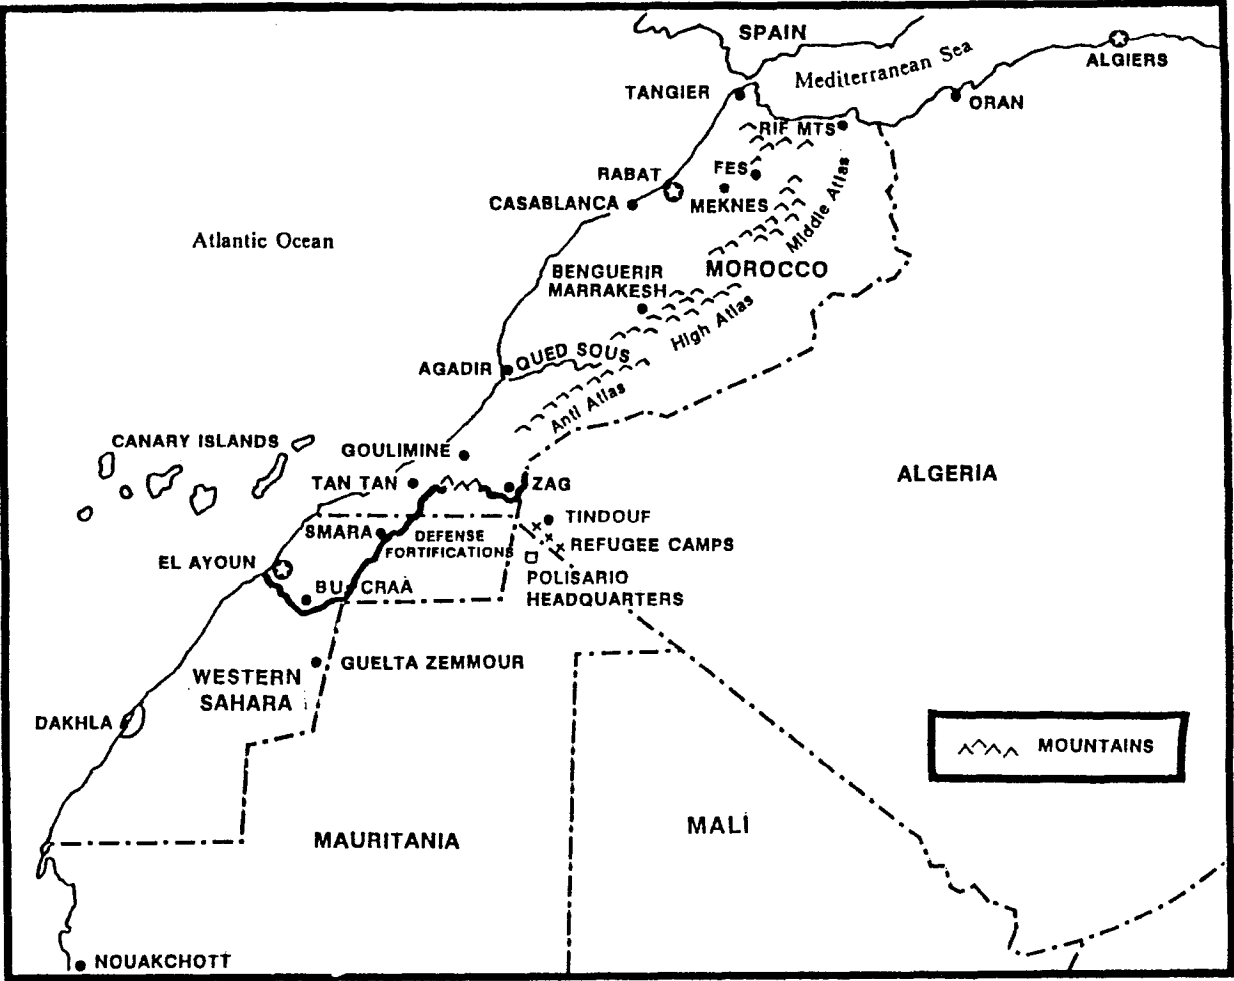 SPAIN
Mediterranean Sea
ALGIERS
TANGIER
ORAN
RIF MTS
RABAT
FES
CASABLANCA
MEKNES
Middle Atlas
Atlantic Ocean
BENGUERIR
MARRAKESH
MOROCCO
High Atlas
QUED SOUS
AGADIR
Anti Atlas
CANARY ISLANDS
GOULIMINE
TAN TAN
ZAG
ALGERIA
TINDOUF
SMARA
DEFENSE
FORTIFICATIONS
REFUGEE CAMPS
EL AYOUN
BU CRAA
POLISARIO
HEADQUARTERS
GUELTA ZEMMOUR
WESTERN
SAHARA
DAKHLA
MOUNTAINS
MAURITANIA
MALI
NOUAKCHOTT